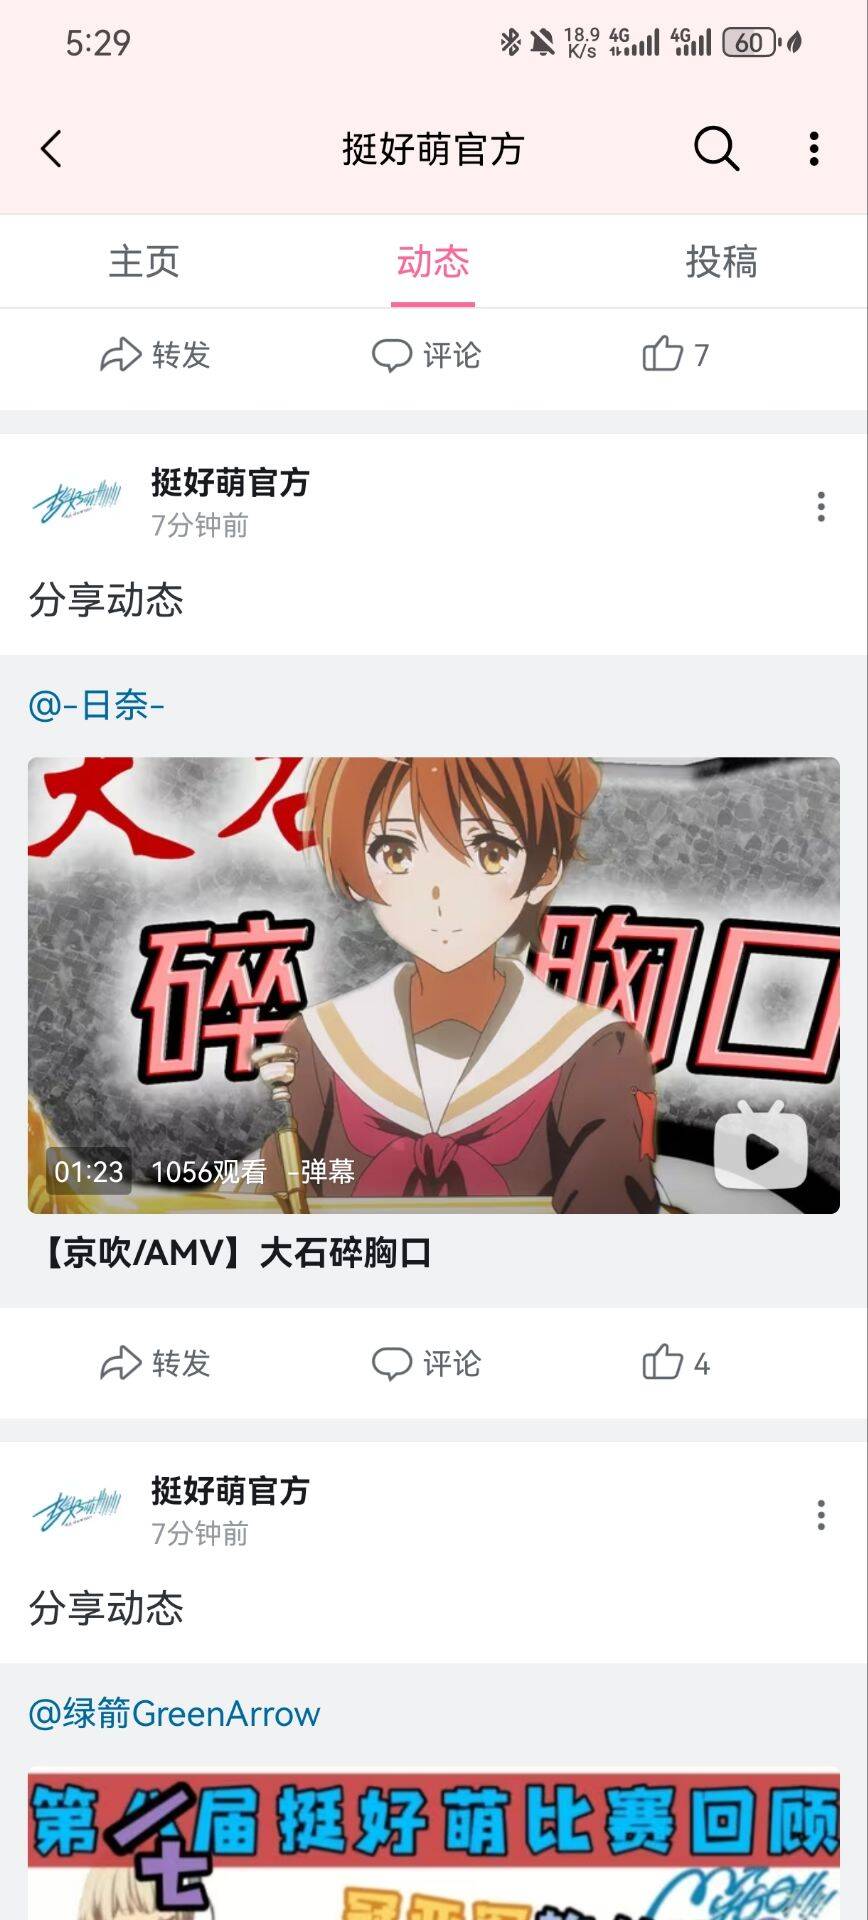 5:29
18.9 K/s 4G 4G 60
挺好萌官方
主页 动态 投稿
转发 评论 7
挺好萌官方
7分钟前
分享动态
@-日奈-
大石
碎 胸口
01:23 1056观看 -弹幕
【京吹/AMV】大石碎胸口
转发 评论 4
挺好萌官方
7分钟前
分享动态
@绿箭GreenArrow
第七届挺好萌比赛回顾